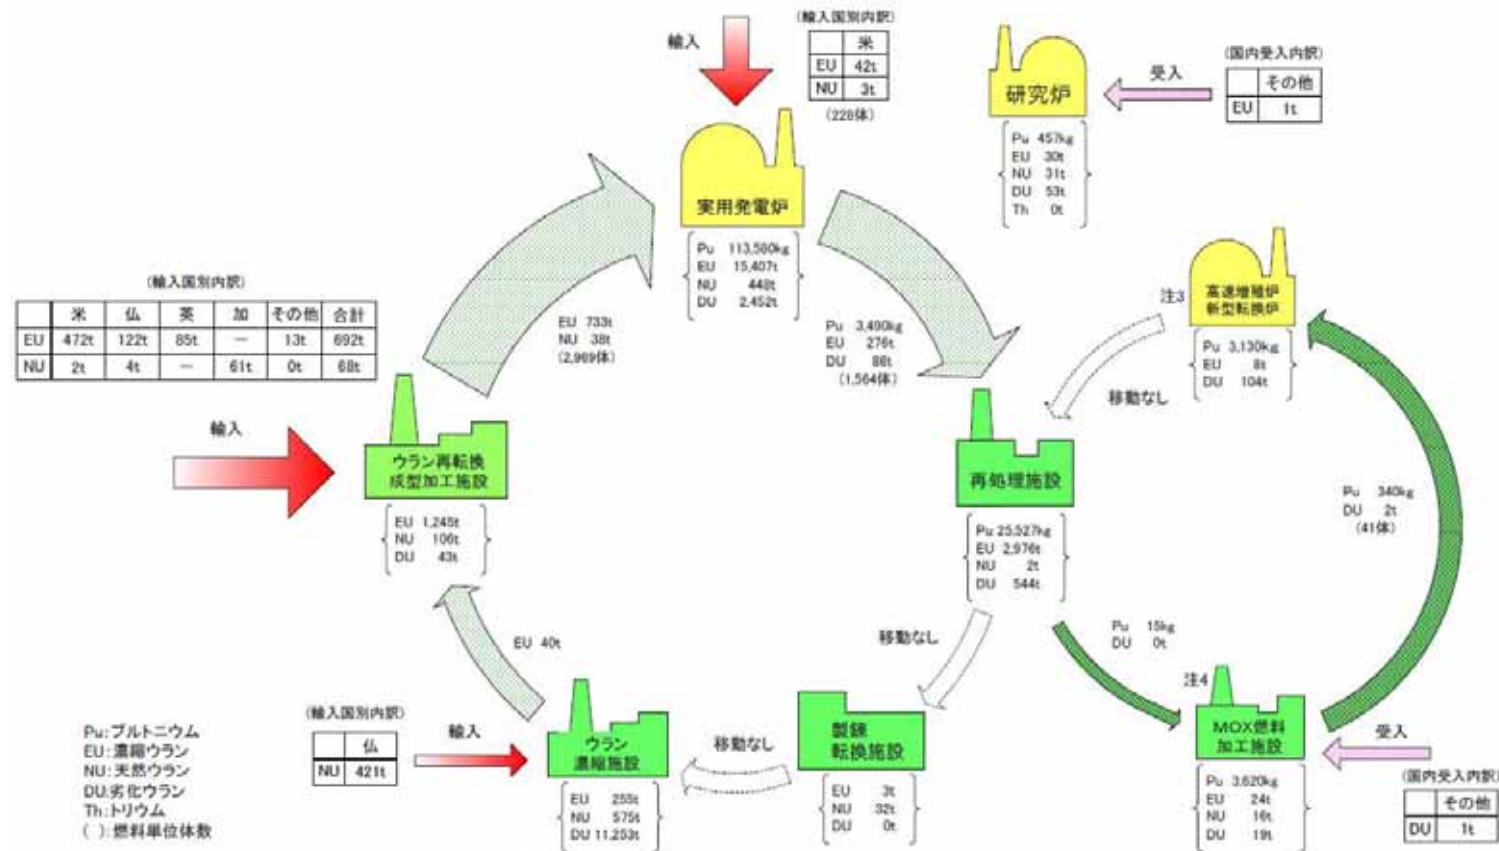 輸入
(輸入国別内訳)
米
EU 42t
NU 3t
(228体)
実用発電炉
Pu 113,580kg
EU 15,407t
NU 448t
DU 2,452t
研究炉
Pu 457kg
EU 30t
NU 31t
DU 53t
Th 0t
受入
(国内受入内訳)
その他
EU 1t
(輸入国別内訳)
米 仏 英 加 その他 合計
EU 472t 122t 85t — 13t 692t
NU 2t 4t — 61t 0t 68t
輸入
EU 733t
NU 38t
(2,969体)
Pu 3,490kg
EU 276t
DU 88t
(1,564体)
注3
高速増殖炉
新型転換炉
Pu 3,130kg
EU 8t
DU 104t
移動なし
ウラン再転換
成型加工施設
EU 1,245t
NU 106t
DU 43t
再処理施設
Pu 25,527kg
EU 2,976t
NU 2t
DU 544t
Pu 340kg
DU 2t
(41体)
EU 40t
移動なし
Pu 15kg
DU 0t
注4
MOX燃料
加工施設
Pu 3,620kg
EU 24t
NU 16t
DU 19t
受入
(国内受入内訳)
その他
DU 1t
製錬
転換施設
EU 3t
NU 32t
DU 0t
移動なし
ウラン
濃縮施設
EU 255t
NU 575t
DU 11,253t
輸入
(輸入国別内訳)
仏
NU 421t
Pu:プルトニウム
EU:濃縮ウラン
NU:天然ウラン
DU:劣化ウラン
Th:トリウム
( ):燃料単位体数